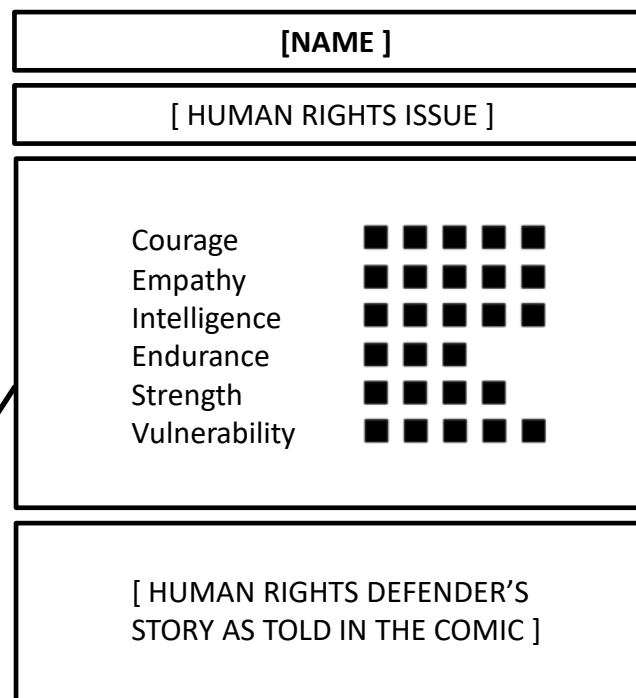 [NAME ]
[ HUMAN RIGHTS ISSUE ]
Courage
Empathy
Intelligence
Endurance
Strength
Vulnerability
[ HUMAN RIGHTS DEFENDER’S
STORY AS TOLD IN THE COMIC ]